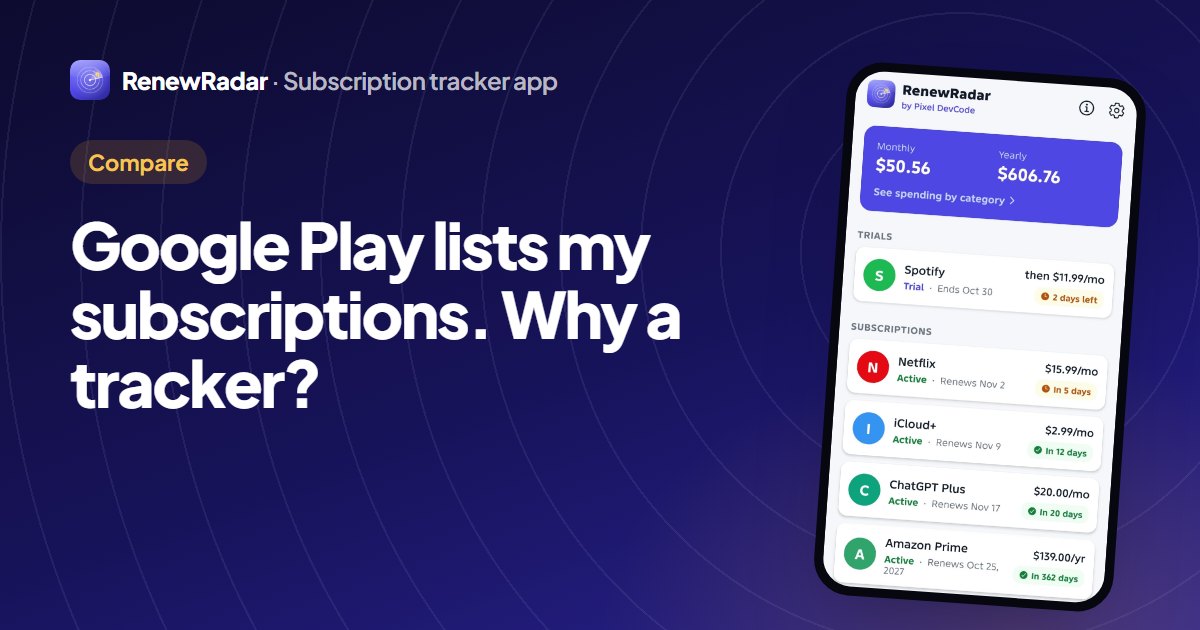 RenewRadar · Subscription tracker app
Compare
Google Play lists my
subscriptions. Why a
tracker?
RenewRadar
by Pixel DevCode
Monthly
$50.56
Yearly
$606.76
See spending by category >
TRIALS
S
Spotify
then $11.99/mo
Trial · Ends Oct 30
2 days left
SUBSCRIPTIONS
N
Netflix
$15.99/mo
Active · Renews Nov 2
In 5 days
I
iCloud+
$2.99/mo
Active · Renews Nov 9
In 12 days
C
ChatGPT Plus
$20.00/mo
Active · Renews Nov 17
In 20 days
A
Amazon Prime
$139.00/yr
Active · Renews Oct 25,
2027
In 362 days